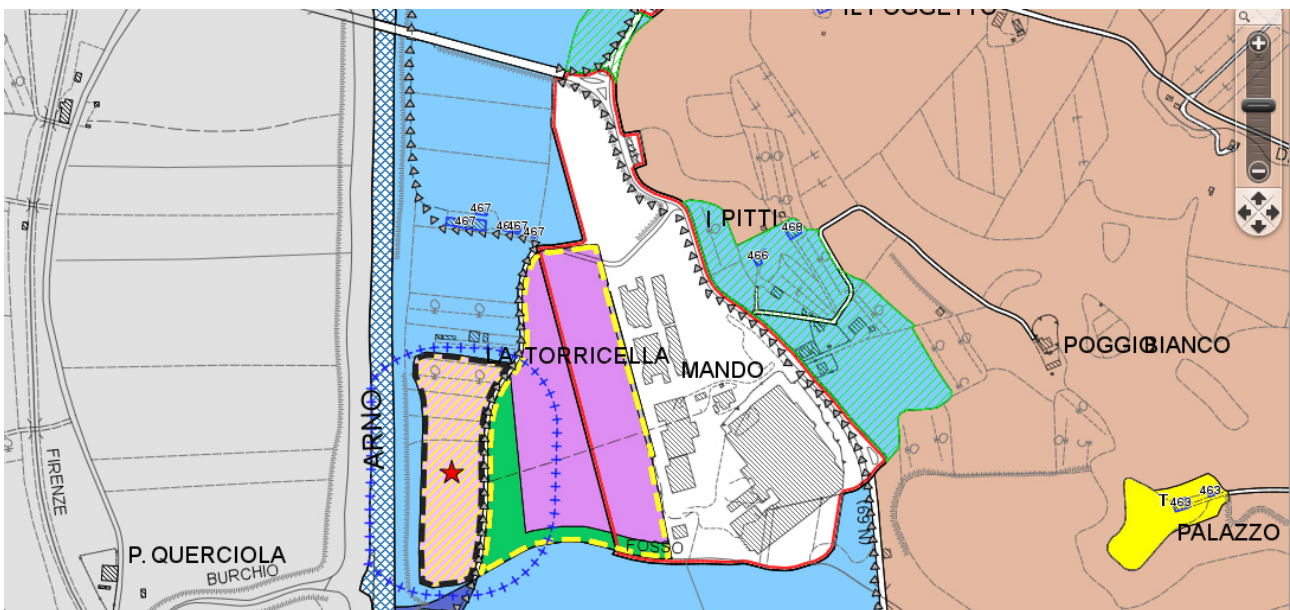 IL POGGETTO
D
I PITTI
468
466
467
467
467
467
LA TORRICELLA
MANDO
POGGIO BIANCO
ARNO
FIRENZE
P. QUERCIOLA
BURCHIO
FOSSO
(69 N)
T
463
463
PALAZZO